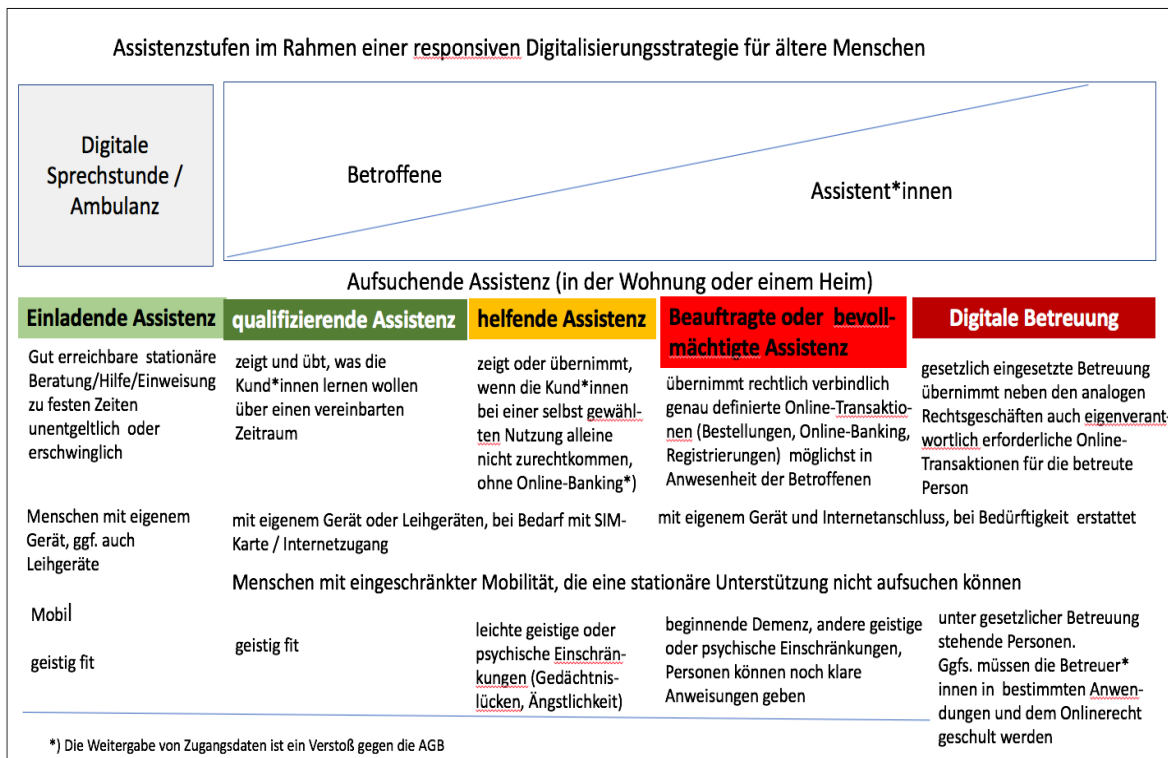 Assistenzstufen im Rahmen einer responsiven Digitalisierungsstrategie für ältere Menschen
Digitale
Sprechstunde /
Ambulanz
Betroffene
Assistent*innen
Aufsuchende Assistenz (in der Wohnung oder einem Heim)
Einladende Assistenz
Gut erreichbare stationäre
Beratung/Hilfe/Einweisung
zu festen Zeiten
unentgeltlich oder
erschwinglich
qualifizierende Assistenz
zeigt und übt, was die
Kund*innen lernen wollen
über einen vereinbarten
Zeitraum
helfende Assistenz
zeigt oder übernimmt,
wenn die Kund*innen
bei einer selbst gewähl-
ten Nutzung alleine
nicht zurechtkommen,
ohne Online-Banking*)
Beauftragte oder bevoll-
mächtigte Assistenz
übernimmt rechtlich verbindlich
genau definierte Online-Transaktio-
nen (Bestellungen, Online-Banking,
Registrierungen) möglichst in
Anwesenheit der Betroffenen
Digitale Betreuung
gesetzlich eingesetzte Betreuung
übernimmt neben den analogen
Rechtsgeschäften auch eigenverant-
wortlich erforderliche Online-
Transaktionen für die betreute
Person
Menschen mit eigenem
Gerät, ggf. auch
Leihgeräte
mit eigenem Gerät oder Leihgeräten, bei Bedarf mit SIM-
Karte / Internetzugang
mit eigenem Gerät und Internetanschluss, bei Bedürftigkeit erstattet
Menschen mit eingeschränkter Mobilität, die eine stationäre Unterstützung nicht aufsuchen können
Mobil
geistig fit
geistig fit
leichte geistige oder
psychische Einschrän-
kungen (Gedächtnis-
lücken, Ängstlichkeit)
beginnende Demenz, andere geistige
oder psychische Einschränkungen,
Personen können noch klare
Anweisungen geben
unter gesetzlicher Betreuung
stehende Personen.
Ggfs. müssen die Betreuer*
innen in bestimmten Anwen-
dungen und dem Onlinerecht
geschult werden
*) Die Weitergabe von Zugangsdaten ist ein Verstoß gegen die AGB